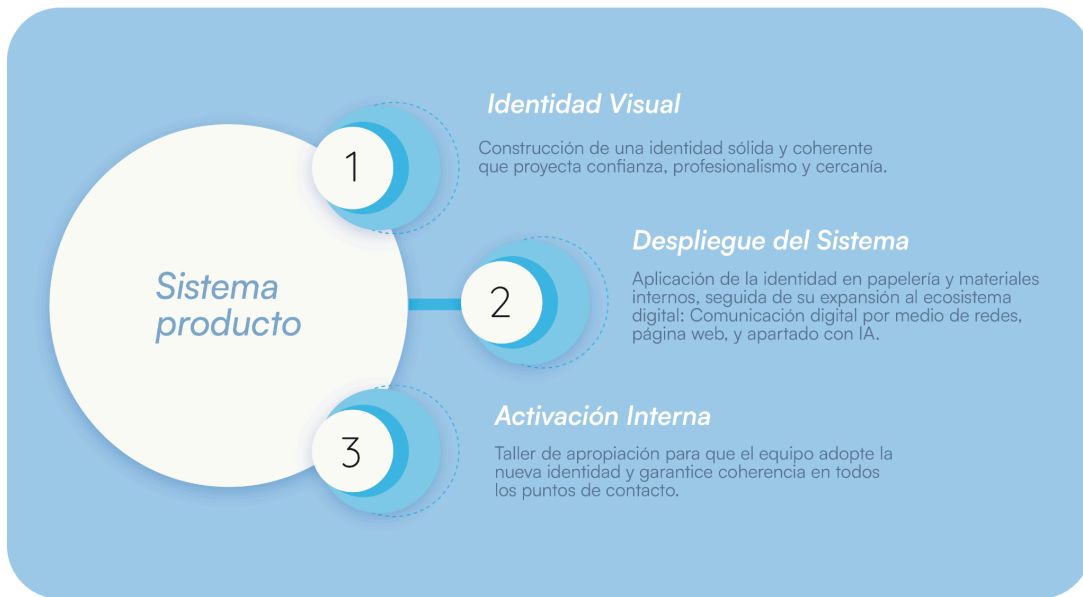 Sistema
producto
1
Identidad Visual
Construcción de una identidad sólida y coherente
que proyecta confianza, profesionalismo y cercanía.
2
Despliegue del Sistema
Aplicación de la identidad en papelería y materiales
internos, seguida de su expansión al ecosistema
digital: Comunicación digital por medio de redes,
página web, y apartado con IA.
3
Activación Interna
Taller de apropiación para que el equipo adopte la
nueva identidad y garantice coherencia en todos
los puntos de contacto.